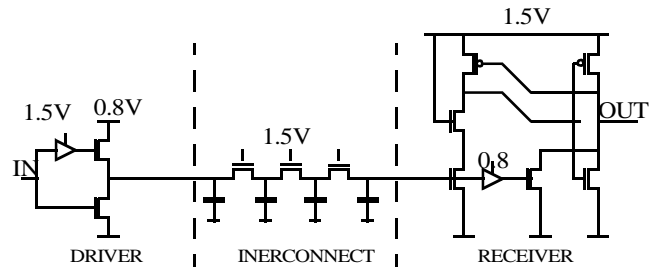 1.5V
1.5V
0.8V
1.5V
OUT
IN
0.8
DRIVER
INERCONNECT
RECEIVER